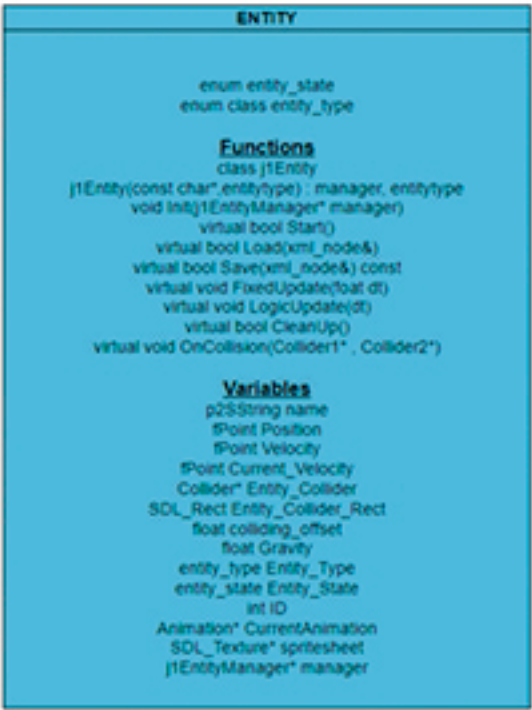 ENTITY
enum entity_state
enum class entity_type
Functions
class j1Entity
j1Entity(const char*,entitytype) : manager, entitytype
void Init(j1EntityManager* manager)
virtual bool Start()
virtual bool Load(xml_node&)
virtual bool Save(xml_node&) const
virtual void FixedUpdate(float dt)
virtual void LogicUpdate(dt)
virtual bool CleanUp()
virtual void OnCollision(Collider1* , Collider2*)
Variables
p2SString name
fPoint Position
fPoint Velocity
fPoint Current_Velocity
Collider* Entity_Collider
SDL_Rect Entity_Collider_Rect
float colliding_offset
float Gravity
entity_type Entity_Type
entity_state Entity_State
int ID
Animation* CurrentAnimation
SDL_Texture* spritesheet
j1EntityManager* manager